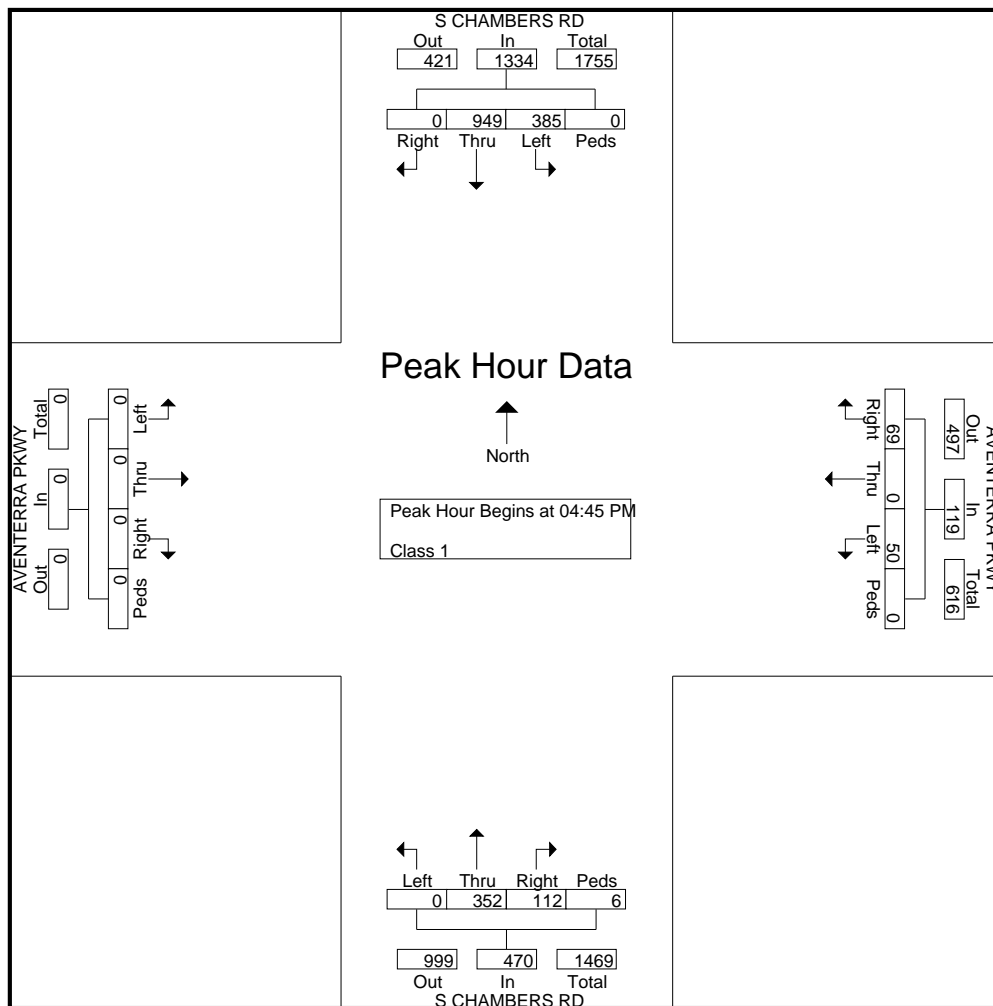 S CHAMBERS RD
Out In Total
421 1334 1755
0 949 385 0
Right Thru Left Peds
Peak Hour Data
North
Peak Hour Begins at 04:45 PM
Class 1
AVENTERRA PKWY
Total In Out
0 0 0
0 0 0 0
Left Thru Right Peds
AVENTERRA PKWY
Out In Total
497 119 616
69 0 50 0
Right Thru Left Peds
Left Thru Right Peds
0 352 112 6
999 470 1469
Out In Total
S CHAMBERS RD